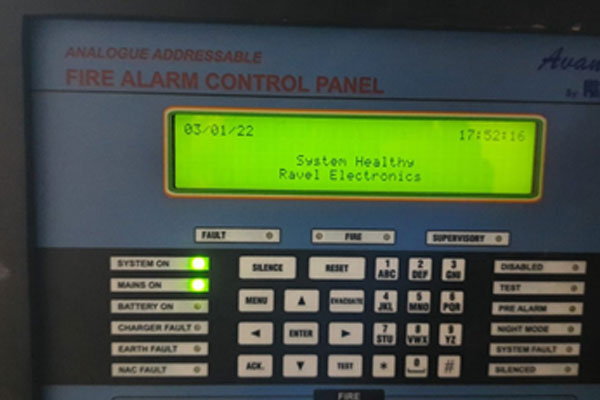 ANALOGUE ADDRESSABLE
FIRE ALARM CONTROL PANEL
By
03/01/22 17:52:16
System Healthy
Ravel Electronics
FAULT FIRE SUPERVISORY
SYSTEM ON SILENCE RESET 1 ABC 2 DEF 3 GHI DISABLED
MAINS ON TEST
BATTERY ON MENU EVACUATE 4 JKL 5 MNO 6 PQR PRE ALARM
CHARGER FAULT ENTER 7 STU 8 VWX 9 YZ NIGHT MODE
EARTH FAULT SYSTEM FAULT
NAC FAULT ACK. TEST * 0 # SILENCED
FIRE